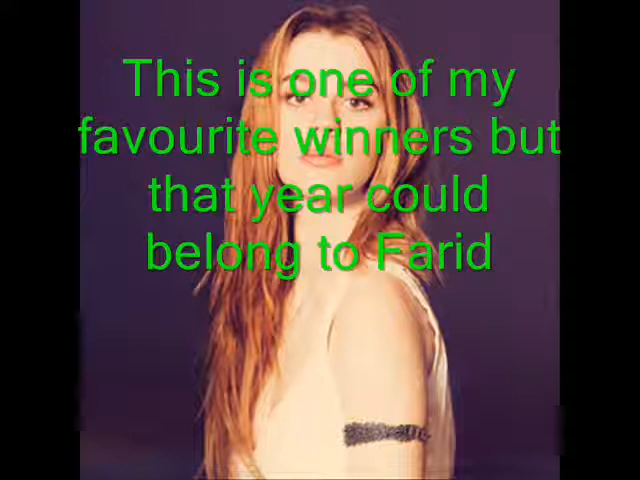 This is one of my
favourite winners but
that year could
belong to Farid